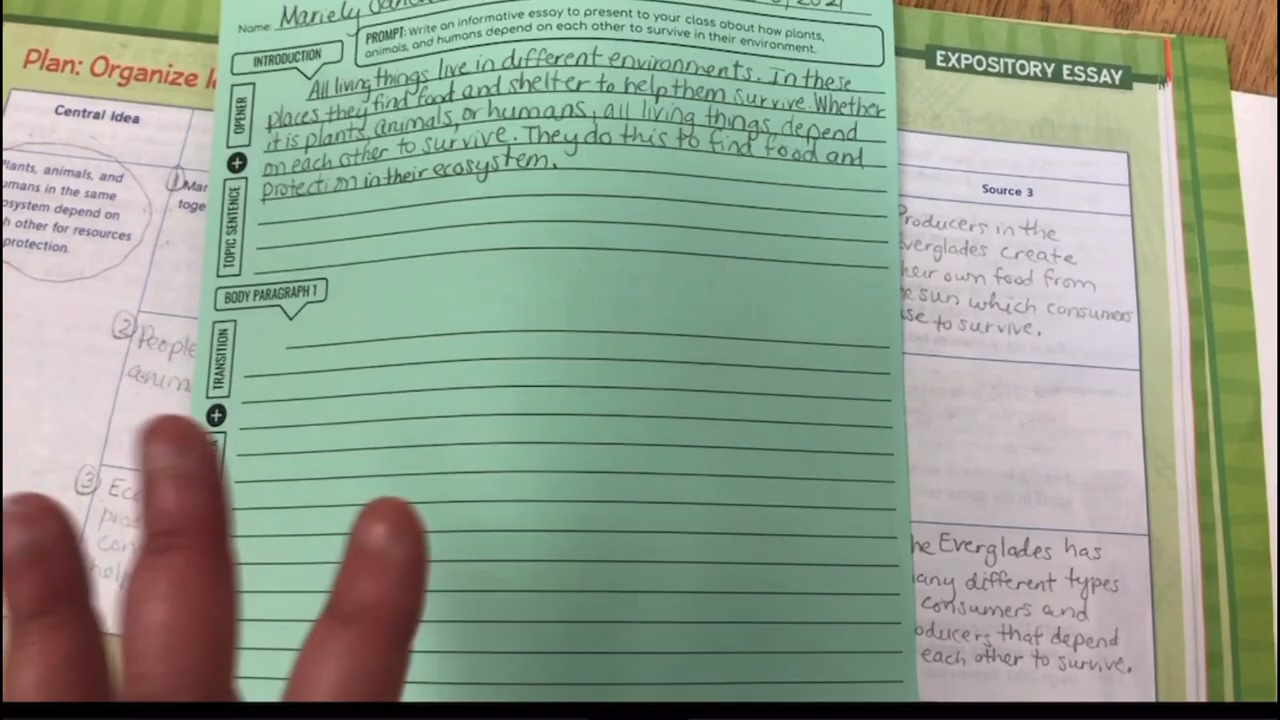 Name: Mariely
2021
PROMPT: Write an informative essay to present to your class about how plants,
animals, and humans depend on each other to survive in their environment.
INTRODUCTION
OPENER
TOPIC SENTENCE
All living things live in different environments. In these
places they find food and shelter to help them survive. Whether
it is plants, animals, or humans, all living things depend
on each other to survive. They do this to find food and
protection in their ecosystem.
BODY PARAGRAPH 1
TRANSITION
Plan: Organize
Central Idea
Plants, animals, and
humans in the same
system depend on
other for resources
protection.
1
toge
2 People
anim
3
EXPOSITORY ESSAY
Source 3
Producers in the
Everglades create
their own food from
sun which consumers
to survive.
Everglades has
different types
consumers and
that depend
each other to survive.